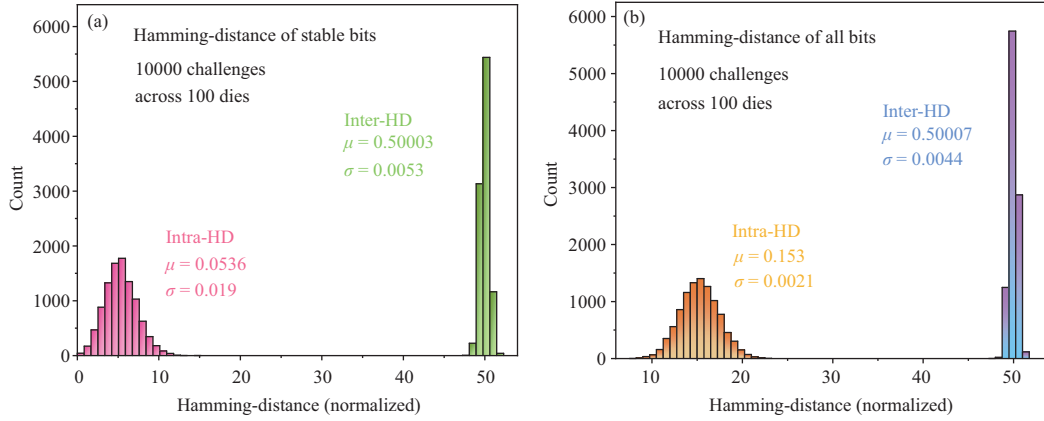 (a)
Hamming-distance of stable bits
10000 challenges
across 100 dies
Inter-HD
μ = 0.50003
σ = 0.0053
Intra-HD
μ = 0.0536
σ = 0.019
Count
6000
5000
4000
3000
2000
1000
0
0 10 20 30 40 50
Hamming-distance (normalized)
(b)
Hamming-distance of all bits
10000 challenges
across 100 dies
Inter-HD
μ = 0.50007
σ = 0.0044
Intra-HD
μ = 0.153
σ = 0.0021
Count
6000
5000
4000
3000
2000
1000
0
10 20 30 40 50
Hamming-distance (normalized)